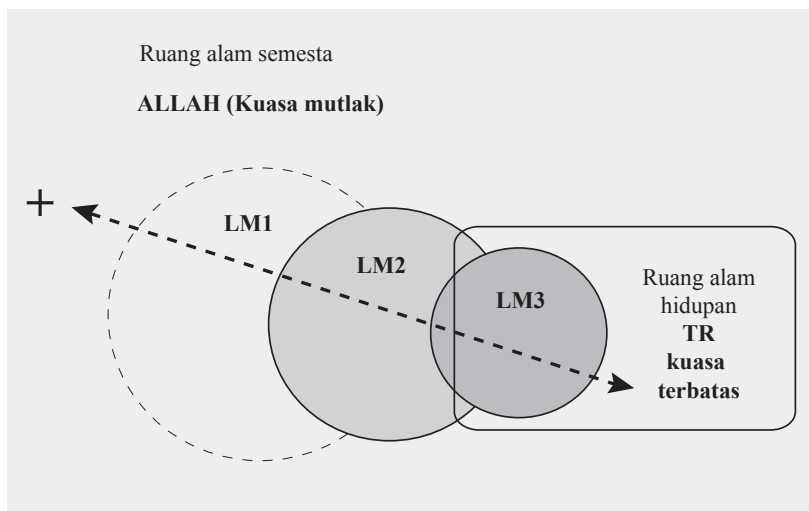 Ruang alam semesta
ALLAH (Kuasa mutlak)
+
LM1
LM2
LM3
Ruang alam
hidupan
TR
kuasa
terbatas